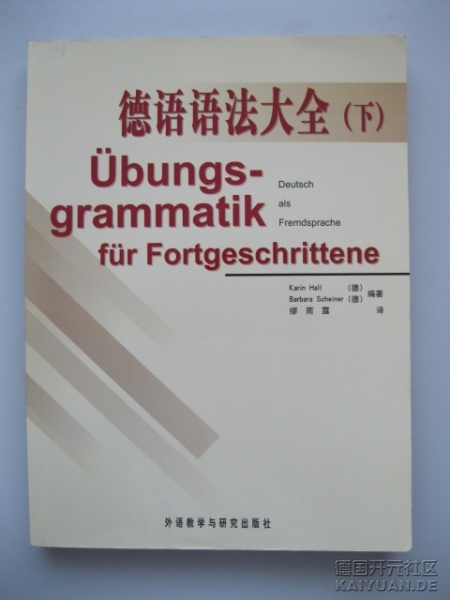 德语语法大全(下)
Übungs-
grammatik
Deutsch
als
Fremdsprache
für Fortgeschrittene
Karin Hall (德)
Barbara Scheiner (德) 编著
缪雨露 译
外语教学与研究出版社
德国开元社区
KAIYUAN.DE